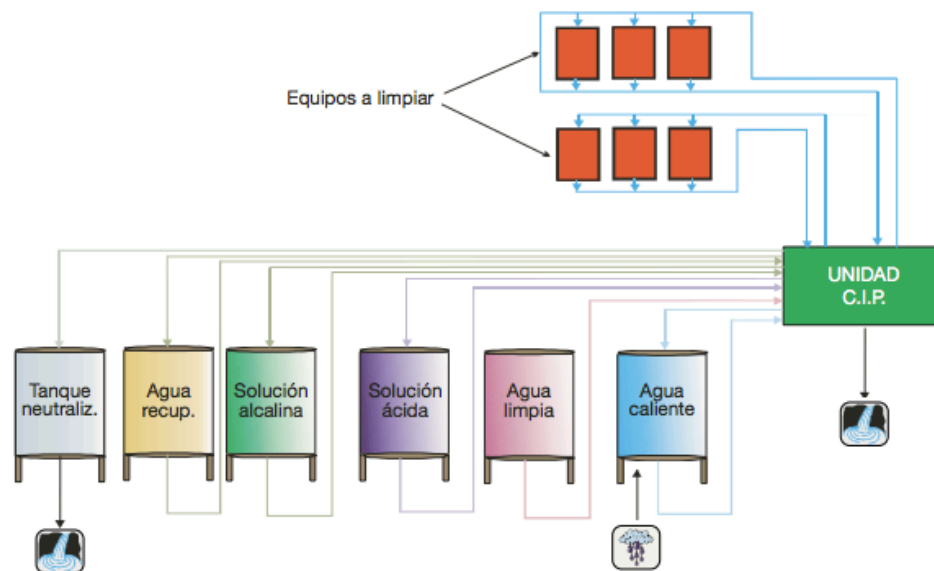 Equipos a limpiar
UNIDAD
C.I.P.
Tanque
neutraliz.
Agua
recup.
Solución
alcalina
Solución
ácida
Agua
limpia
Agua
caliente